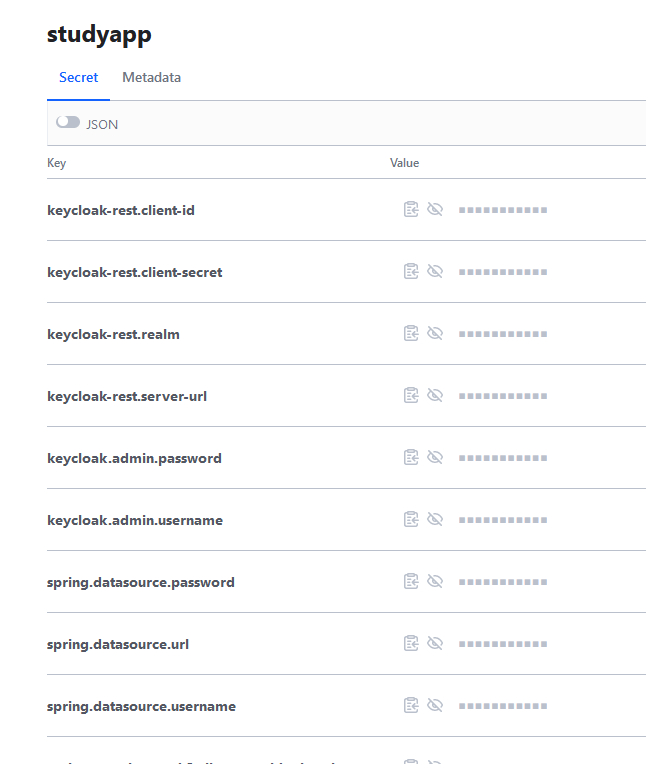 studyapp
Secret Metadata
JSON
Key Value
keycloak-rest.client-id
keycloak-rest.client-secret
keycloak-rest.realm
keycloak-rest.server-url
keycloak.admin.password
keycloak.admin.username
spring.datasource.password
spring.datasource.url
spring.datasource.username